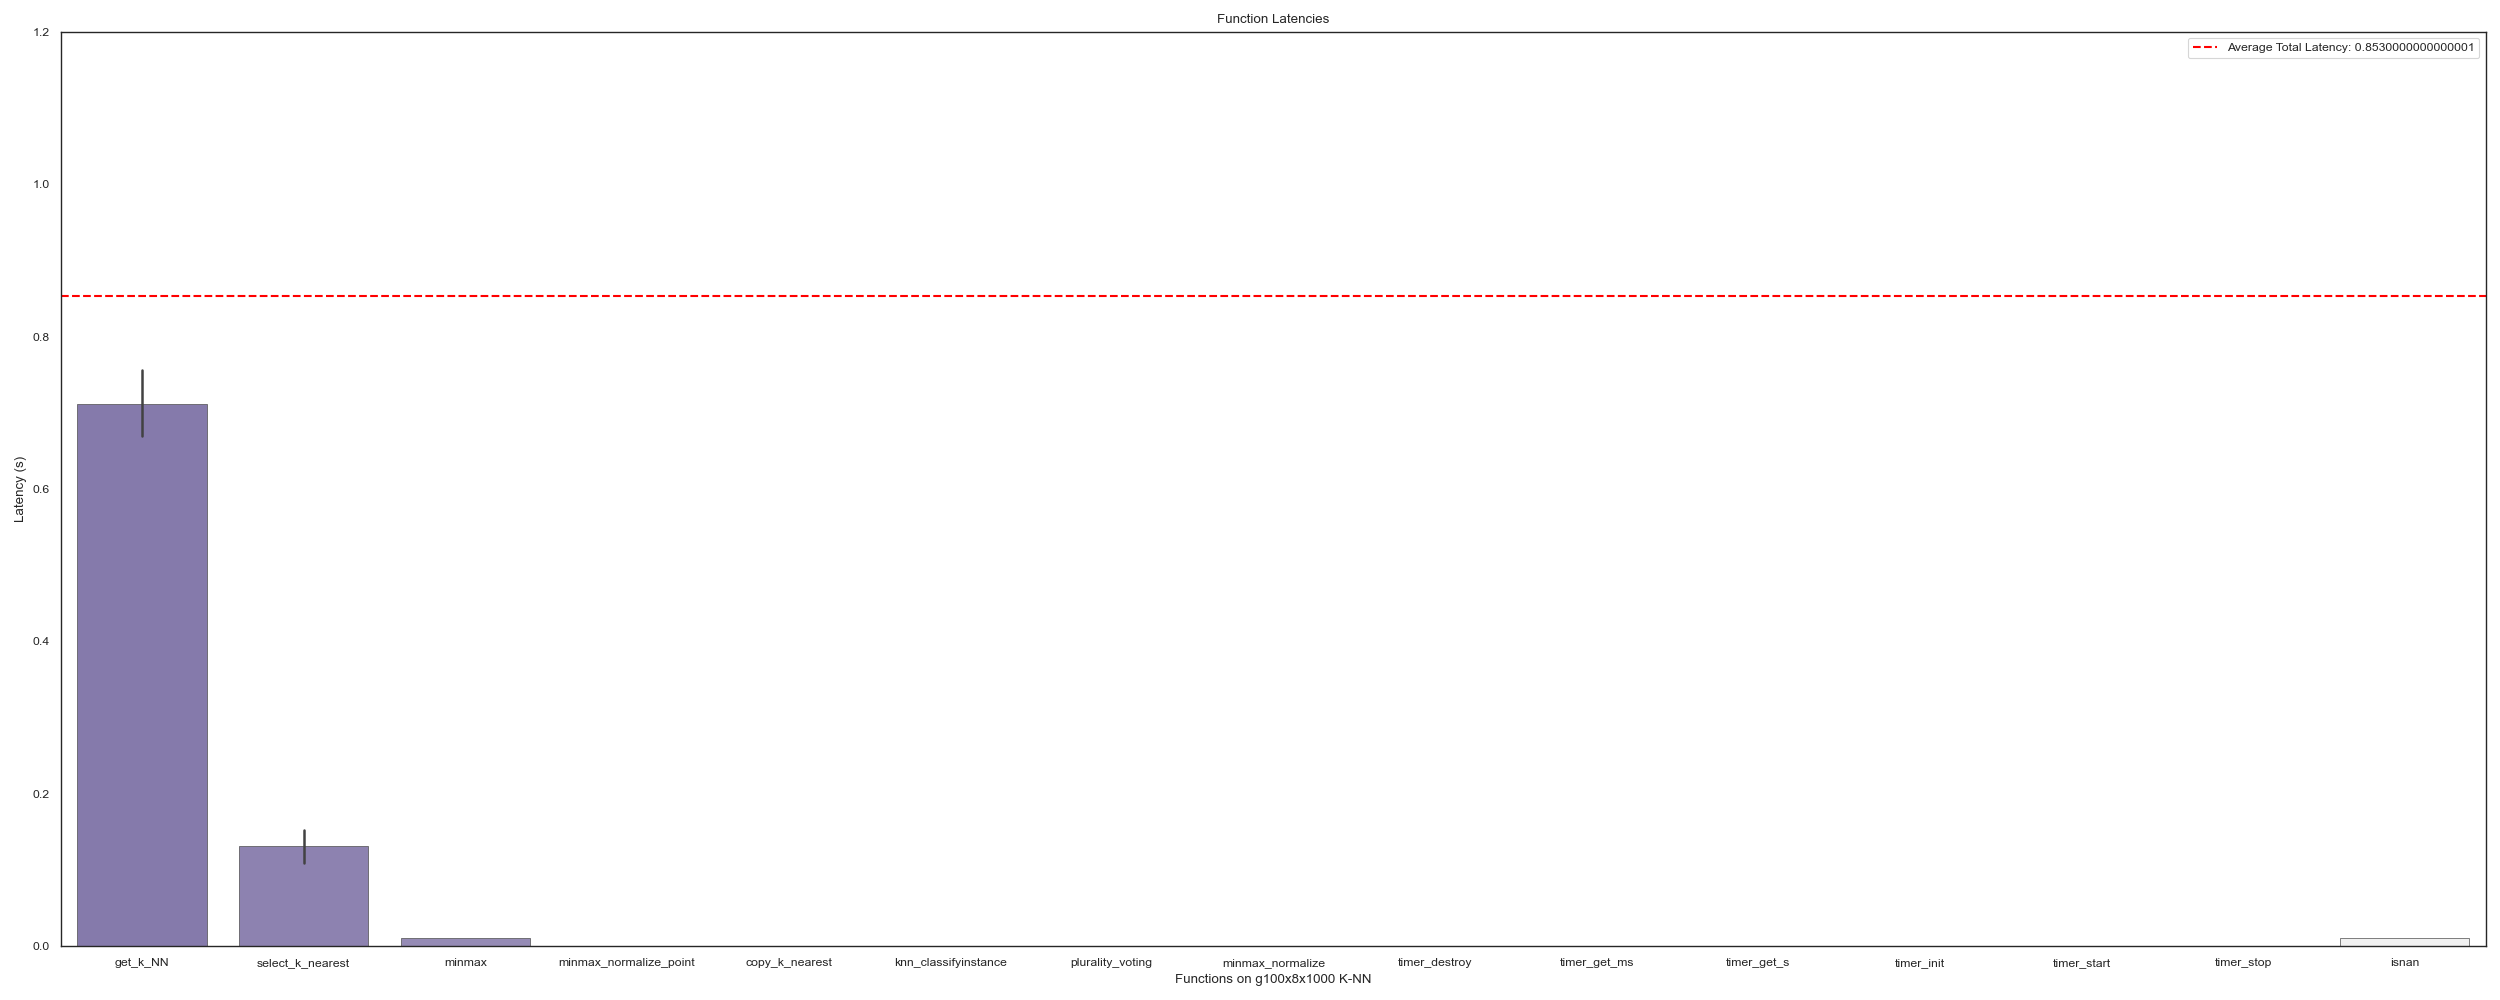 Function Latencies
Average Total Latency: 0.8530000000000001
1.2
1.0
0.8
0.6
0.4
0.2
0.0
Latency (s)
get_k_NN select_k_nearest minmax minmax_normalize_point copy_k_nearest knn_classifyinstance plurality_voting minmax_normalize timer_destroy timer_get_ms timer_get_s timer_init timer_start timer_stop isnan
Functions on g100x8x1000 K-NN